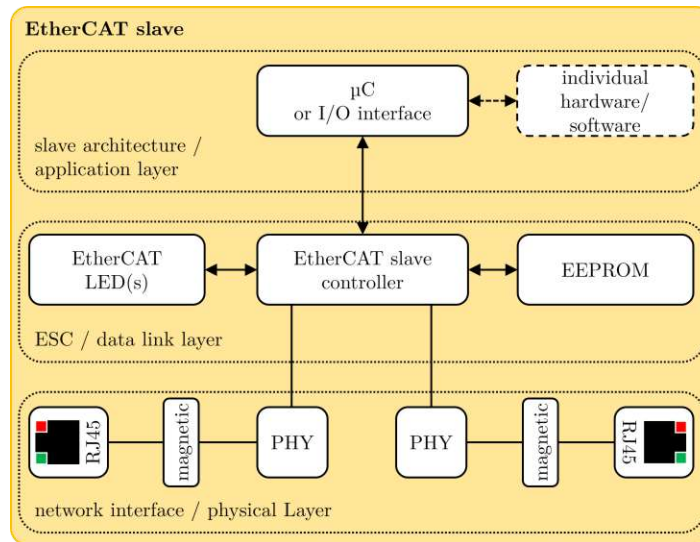 EtherCAT slave
µC
or I/O interface
individual
hardware/
software
slave architecture /
application layer
EtherCAT
LED(s)
EtherCAT slave
controller
EEPROM
ESC / data link layer
RJ45
magnetic
PHY
PHY
magnetic
RJ45
network interface / physical Layer